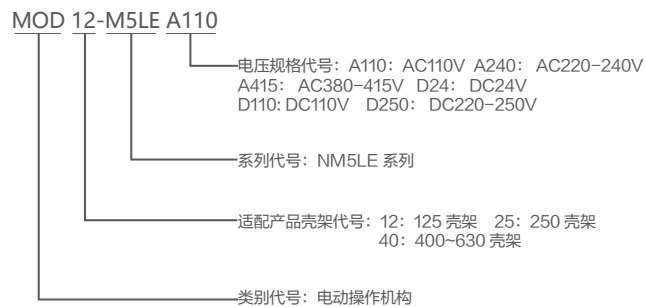 MOD 12-M5LE A110
电压规格代号：A110：AC110V A240： AC220-240V
A415： AC380-415V D24： DC24V
D110: DC110V D250： DC220-250V
系列代号：NM5LE 系列
适配产品壳架代号：12：125 壳架 25：250 壳架
40：400~630 壳架
类别代号：电动操作机构